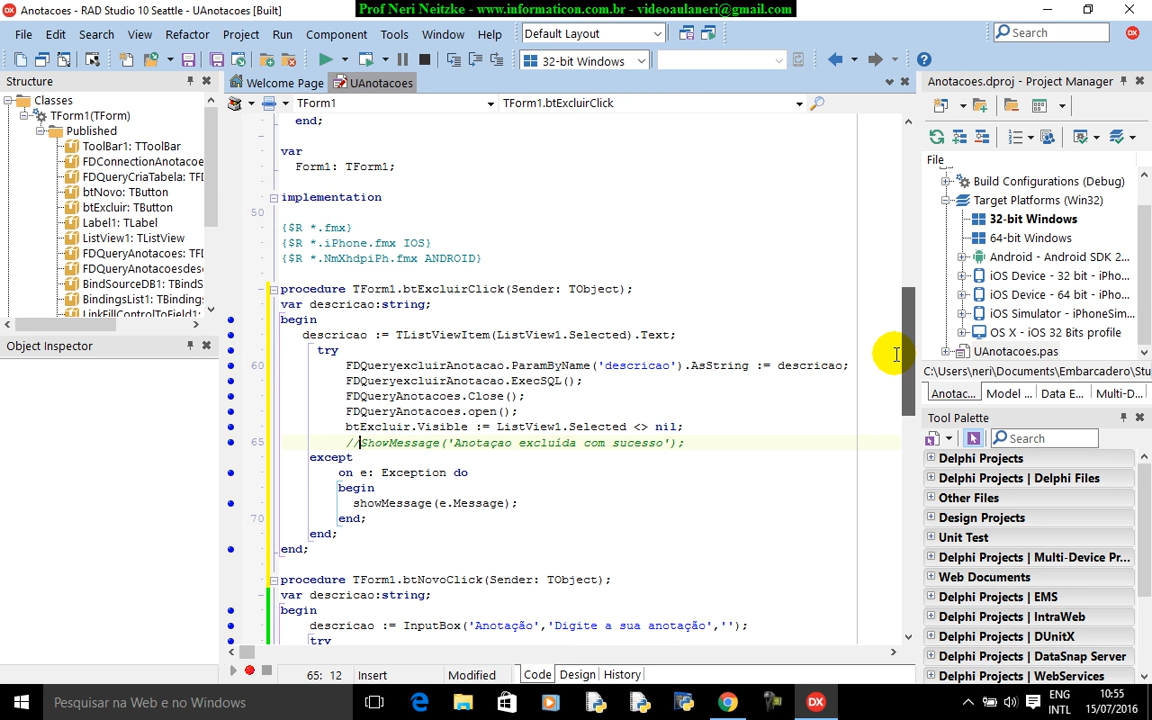 Anotacoes - RAD Studio 10 Seattle - UAnotacoes [Built]
Prof Neri Neitzke - www.informaticon.com.br - videoaulaneri@gmail.com
File Edit Search View Refactor Project Run Component Tools Window Help
Default Layout
Search
32-bit Windows
Structure
Welcome Page UAnotacoes
Anotacoes.dproj - Project Manager
Classes
TForm1(TForm)
Published
ToolBar1: TToolBar
FDConnectionAnotacoe
FDQueryCriaTabela: TFD
btNovo: TButton
btExcluir: TButton
Label1: TLabel
ListView1: TListView
FDQueryAnotacoes: TFD
FDQueryAnotacoesdesc
BindSourceDB1: TBindS
BindingsList1: TBinding
LinkFillControlToField1:
Object Inspector
TForm1
TForm1.btExcluirClick
end;
var
Form1: TForm1;
implementation
50
{$R *.fmx}
{$R *.iPhone.fmx IOS}
{$R *.NmXhdpiPh.fmx ANDROID}
procedure TForm1.btExcluirClick(Sender: TObject);
var descricao:string;
begin
descricao := TListViewItem(ListView1.Selected).Text;
try
60 FDQueryexcluirAnotacao.ParamByName('descricao').AsString := descricao;
FDQueryexcluirAnotacao.ExecSQL();
FDQueryAnotacoes.Close();
FDQueryAnotacoes.open();
btExcluir.Visible := ListView1.Selected <> nil;
65 //ShowMessage('Anotaçao excluída com sucesso');
except
on e: Exception do
begin
showMessage(e.Message);
70 end;
end;
end;
procedure TForm1.btNovoClick(Sender: TObject);
var descricao:string;
begin
descricao := InputBox('Anotação','Digite a sua anotação','');
try
65: 12 Insert Modified Code Design History
File
Build Configurations (Debug)
Target Platforms (Win32)
32-bit Windows
64-bit Windows
Android - Android SDK 2...
iOS Device - 32 bit - iPho...
iOS Device - 64 bit - iPho...
iOS Simulator - iPhoneSim...
OS X - iOS 32 Bits profile
UAnotacoes.pas
C:\Users\neri\Documents\Embarcadero\Stu
Anotac... Model ... Data E... Multi-D...
Tool Palette
Search
Delphi Projects
Delphi Projects | Delphi Files
Other Files
Design Projects
Unit Test
Delphi Projects | Multi-Device Pr...
Web Documents
Delphi Projects | EMS
Delphi Projects | IntraWeb
Delphi Projects | DUnitX
Delphi Projects | DataSnap Server
Delphi Projects | WebServices
Pesquisar na Web e no Windows
ENG
INTL
10:55
15/07/2016